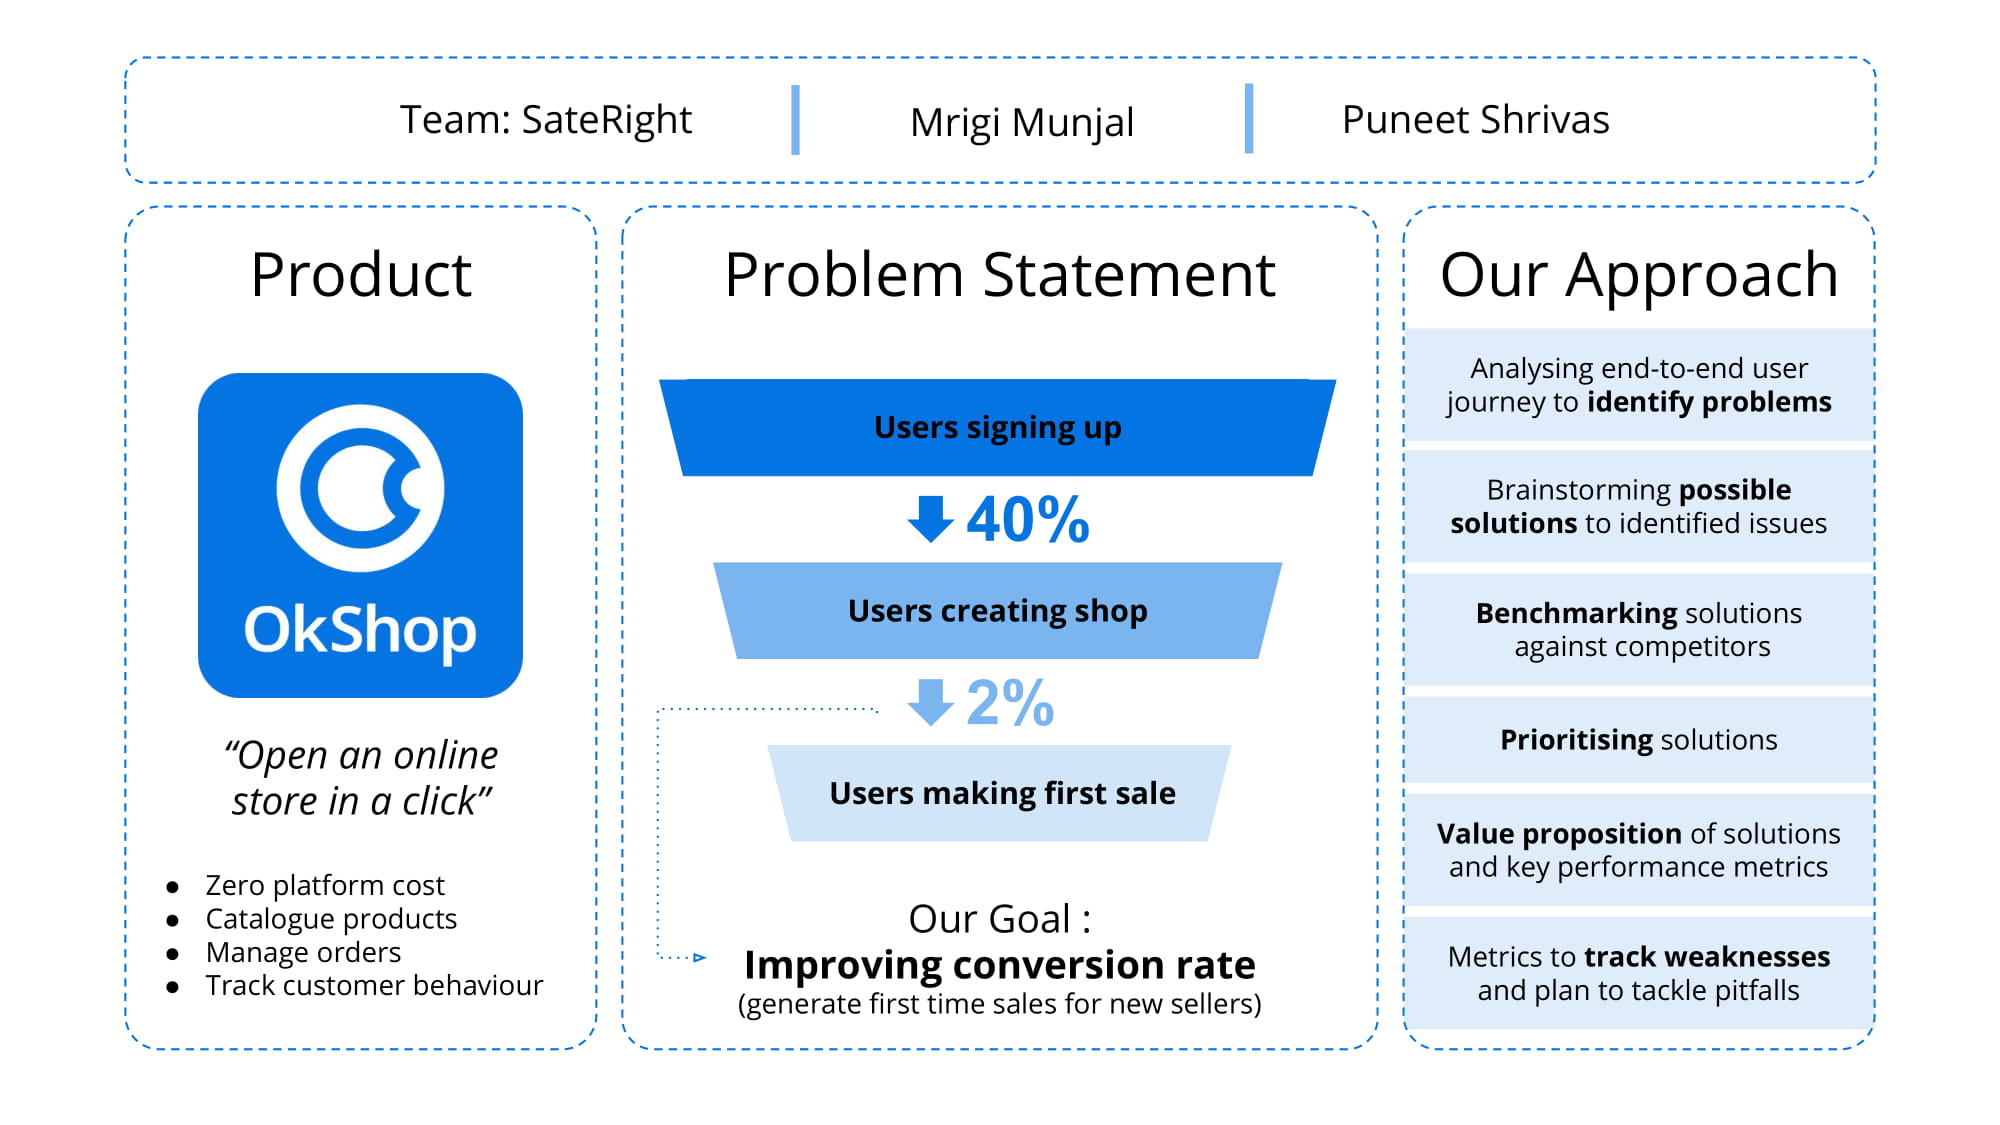 Team: SateRight
Mrigi Munjal
Puneet Shrivas
Product
OkShop
“Open an online
store in a click”
● Zero platform cost
● Catalogue products
● Manage orders
● Track customer behaviour
Problem Statement
Users signing up
40%
Users creating shop
2%
Users making first sale
Our Goal :
Improving conversion rate
(generate first time sales for new sellers)
Our Approach
Analysing end-to-end user
journey to identify problems
Brainstorming possible
solutions to identified issues
Benchmarking solutions
against competitors
Prioritising solutions
Value proposition of solutions
and key performance metrics
Metrics to track weaknesses
and plan to tackle pitfalls